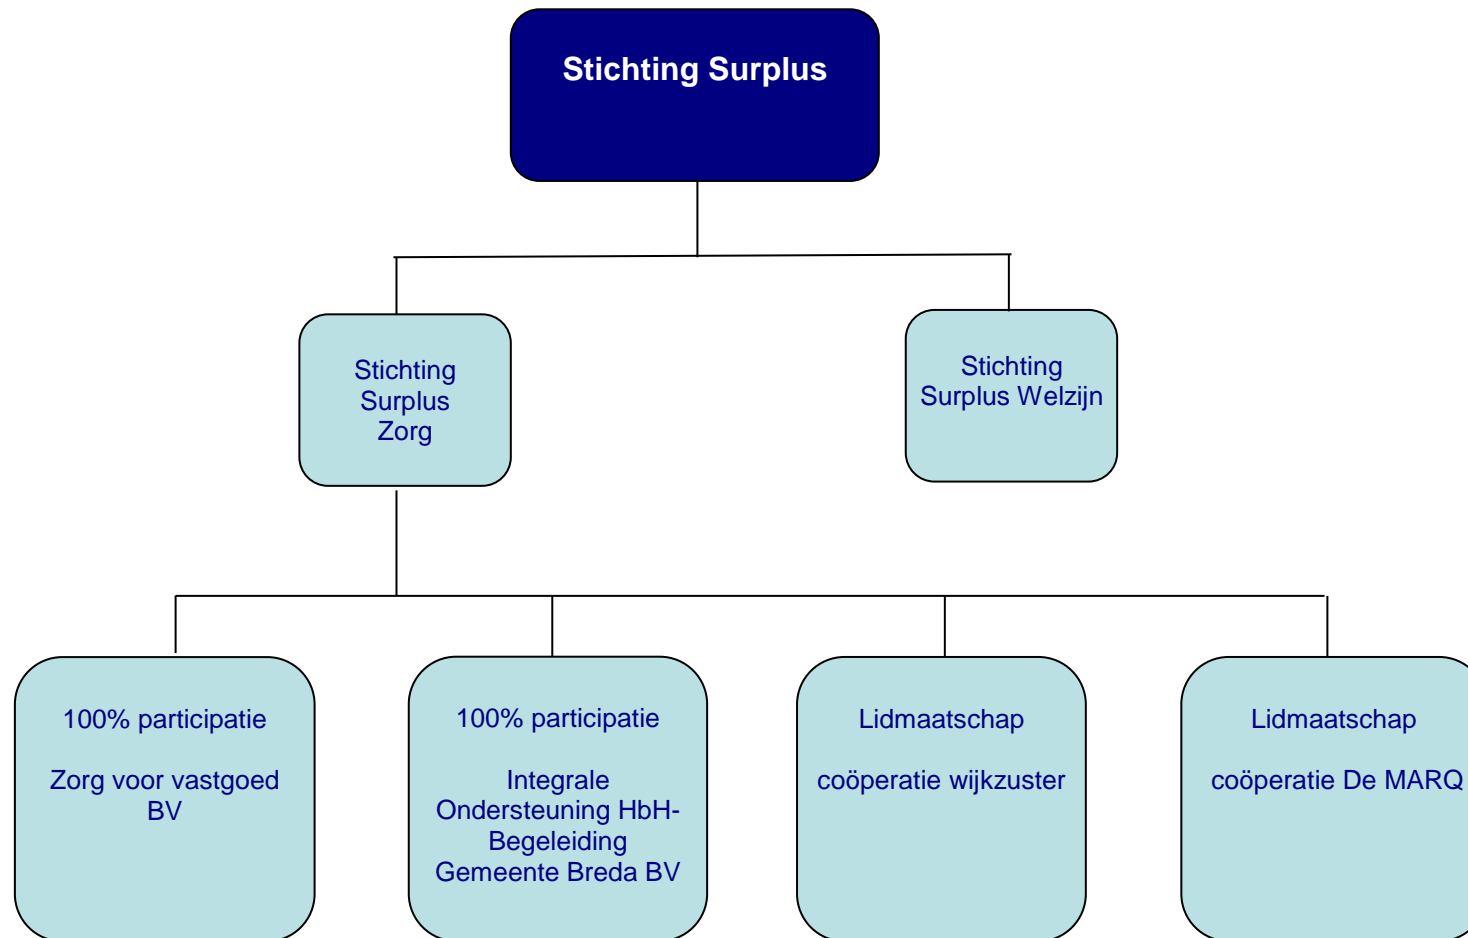 Stichting Surplus
Stichting
Surplus
Zorg
Stichting
Surplus Welzijn
100% participatie
Zorg voor vastgoed
BV
100% participatie
Integrale
Ondersteuning HbH-
Begeleiding
Gemeente Breda BV
Lidmaatschap
coöperatie wijkzuster
Lidmaatschap
coöperatie De MARQ